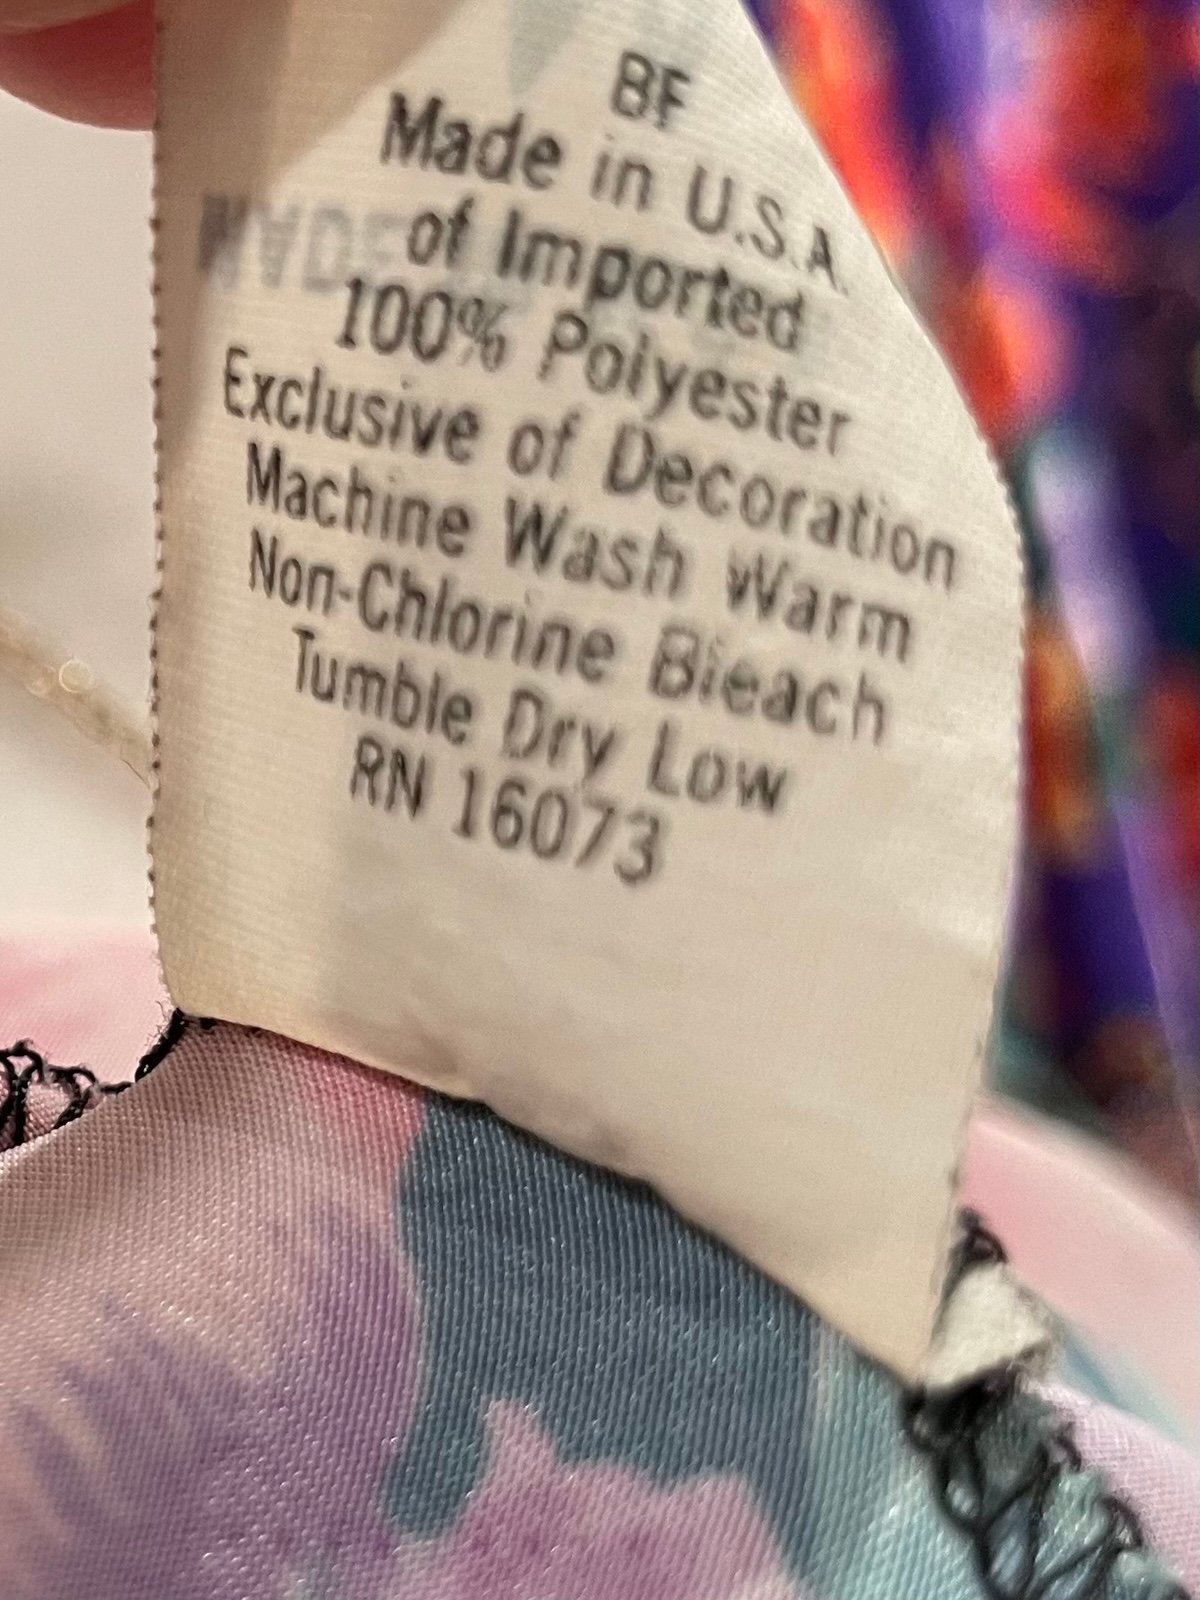 BF
Made in U.S.A.
of Imported
100% Polyester
Exclusive of Decoration
Machine Wash Warm
Non-Chlorine Bleach
Tumble Dry Low
RN 16073